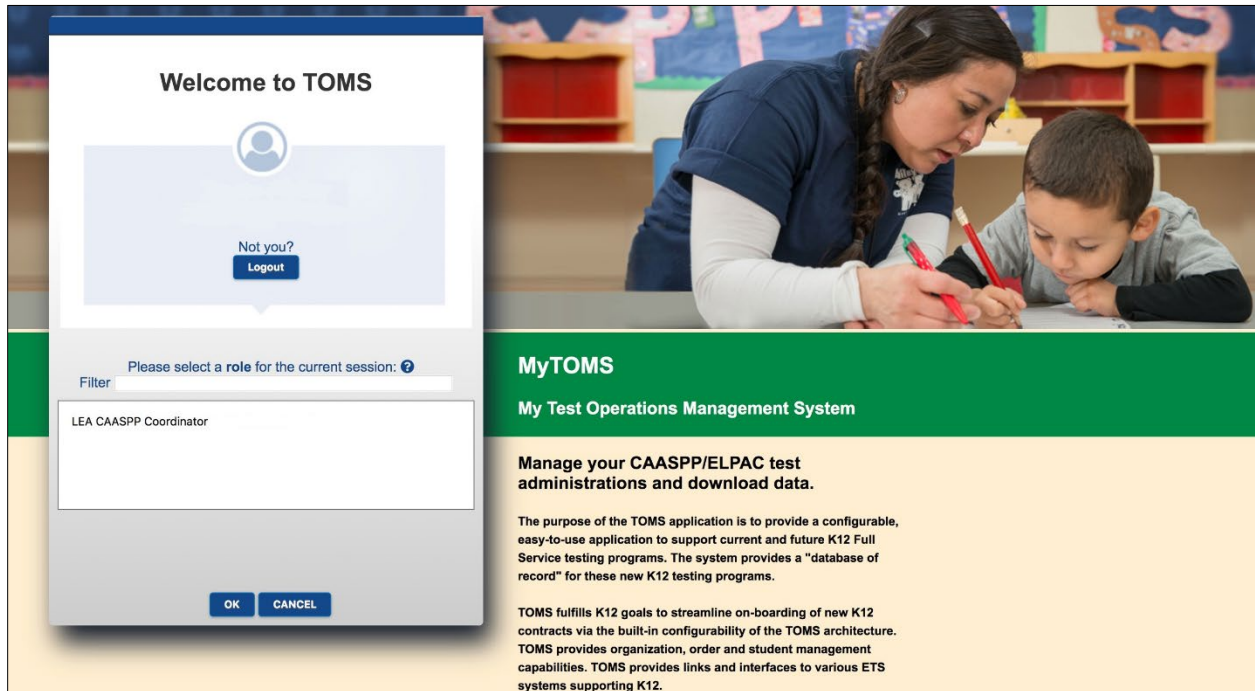 Welcome to TOMS
Not you?
Logout
Please select a role for the current session: ?
Filter
LEA CAASPP Coordinator
OK CANCEL
MyTOMS
My Test Operations Management System
Manage your CAASPP/ELPAC test
administrations and download data.
The purpose of the TOMS application is to provide a configurable,
easy-to-use application to support current and future K12 Full
Service testing programs. The system provides a "database of
record" for these new K12 testing programs.
TOMS fulfills K12 goals to streamline on-boarding of new K12
contracts via the built-in configurability of the TOMS architecture.
TOMS provides organization, order and student management
capabilities. TOMS provides links and interfaces to various ETS
systems supporting K12.